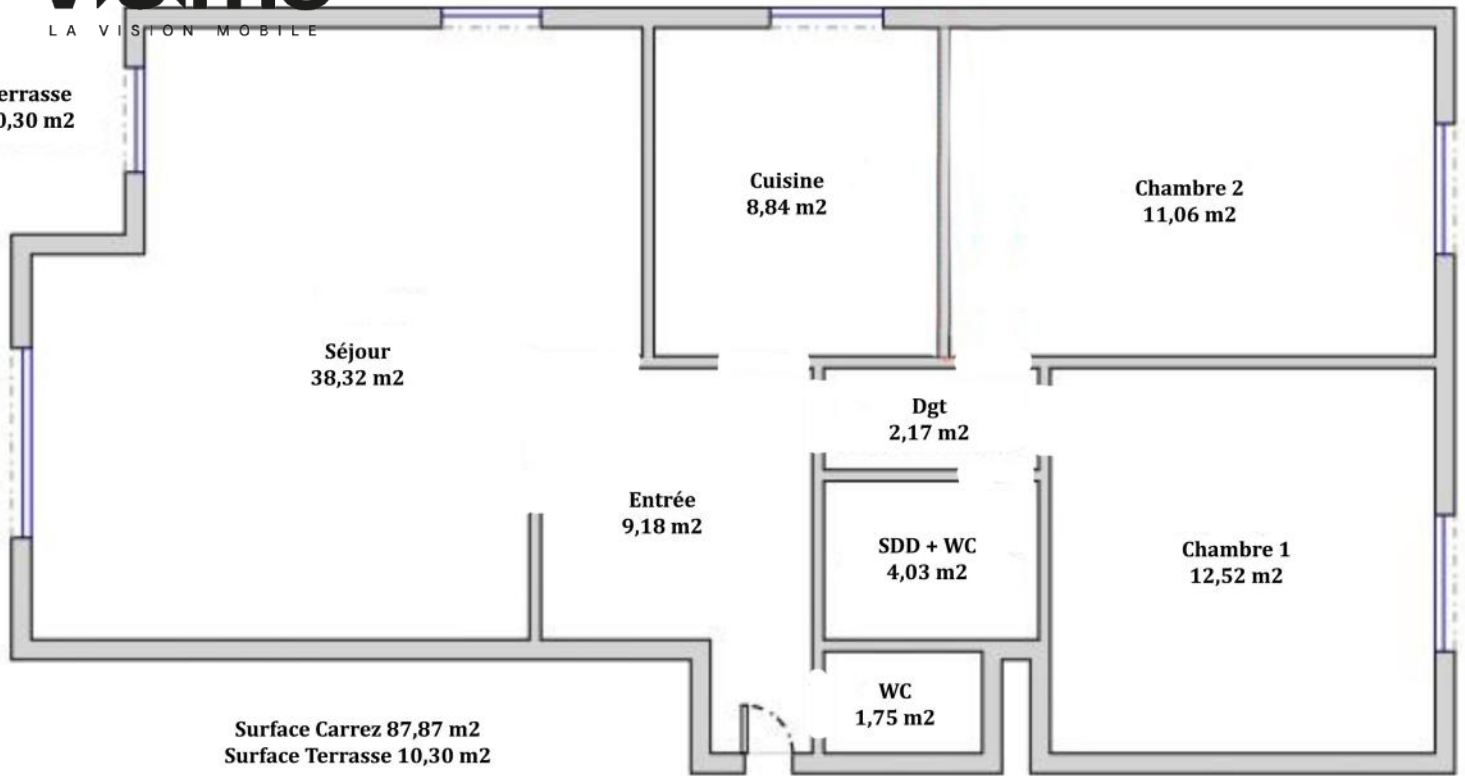 LA VISION MOBILE
errasse
0,30 m2
Cuisine
8,84 m2
Chambre 2
11,06 m2
Séjour
38,32 m2
Dgt
2,17 m2
Entrée
9,18 m2
SDD + WC
4,03 m2
Chambre 1
12,52 m2
WC
1,75 m2
Surface Carrez 87,87 m2
Surface Terrasse 10,30 m2